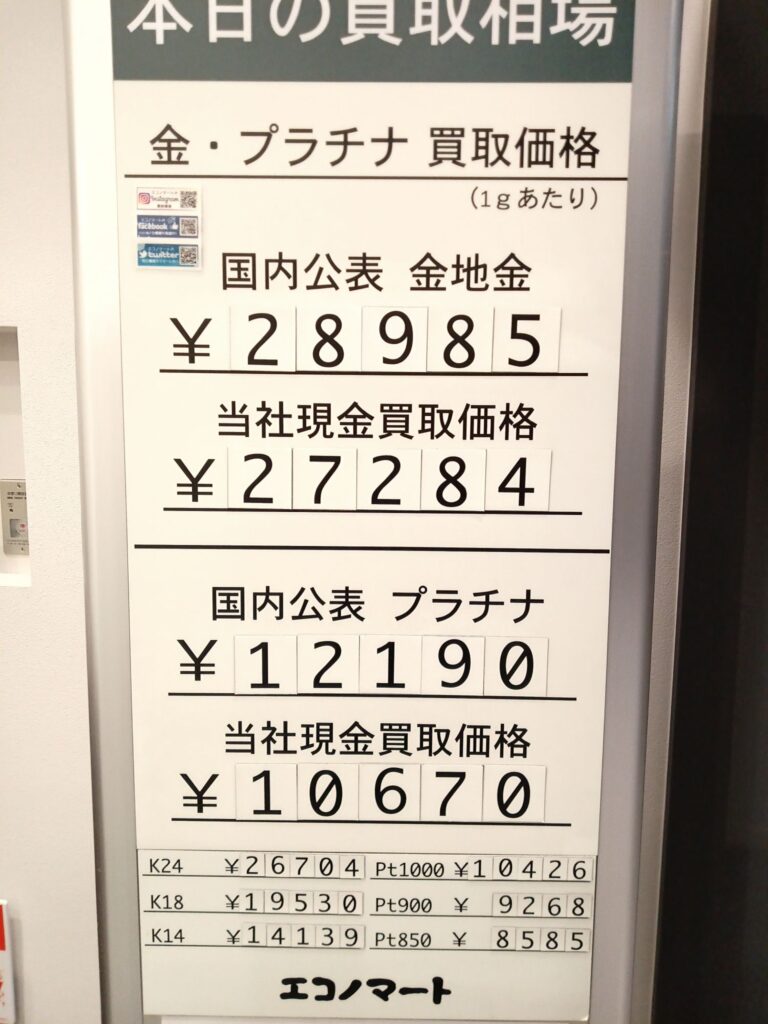 本日の買取相場
金・プラチナ 買取価格
(1gあたり)
Instagram
facebook
twitter
国内公表 金地金
¥28985
当社現金買取価格
¥27284
国内公表 プラチナ
¥12190
当社現金買取価格
¥10670
K24 ¥26704 Pt1000 ¥10426
K18 ¥19530 Pt900 ¥ 9268
K14 ¥14139 Pt850 ¥ 8585
エコノマート